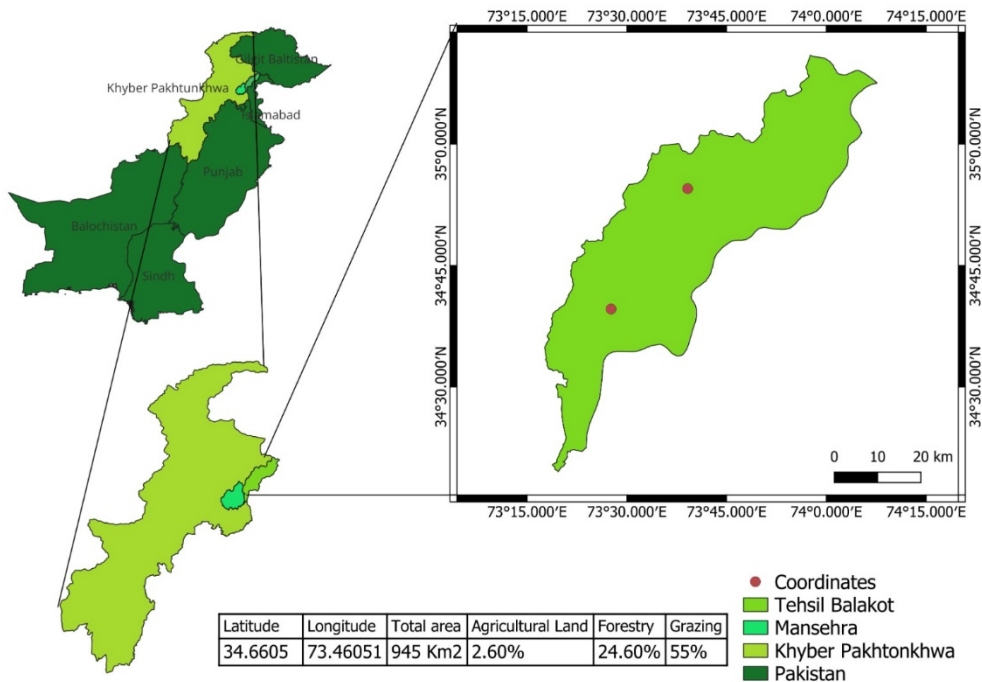 Gilgit Baltistan
Khyber Pakhtunkhwa
Islamabad
Punjab
Balochistan
Sindh
73°15.000′E 73°30.000′E 73°45.000′E 74°0.000′E 74°15.000′E
35°0.000′N 35°0.000′N
34°45.000′N 34°45.000′N
34°30.000′N 34°30.000′N
0 10 20 km
73°15.000′E 73°30.000′E 73°45.000′E 74°0.000′E 74°15.000′E
Coordinates
Tehsil Balakot
Mansehra
Khyber Pakhtonkhwa
Pakistan
Latitude Longitude Total area Agricultural Land Forestry Grazing
34.6605 73.46051 945 Km2 2.60% 24.60% 55%